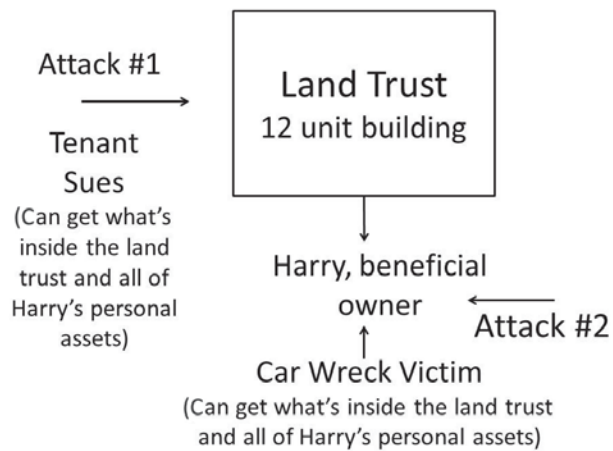 Attack #1
Land Trust
12 unit building
Tenant
Sues
(Can get what's
inside the land
trust and all of
Harry's personal
assets)
Harry, beneficial
owner
Attack #2
Car Wreck Victim
(Can get what's inside the land trust
and all of Harry's personal assets)